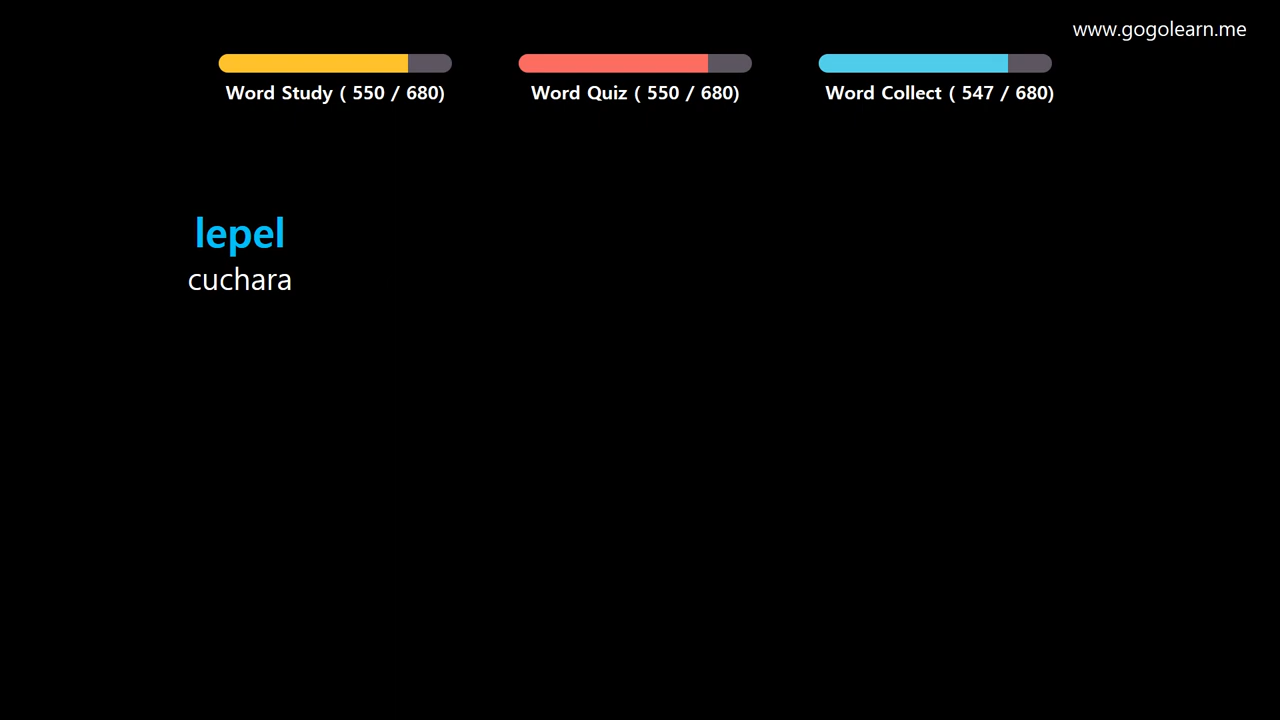 www.gogolearn.me
Word Study ( 550 / 680)
Word Quiz ( 550 / 680)
Word Collect ( 547 / 680)
lepel
cuchara